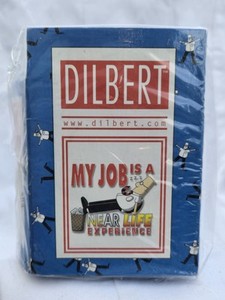 DILBERT
www.dilbert.com
MY JOB IS A
NEAR LIFE
EXPERIENCE